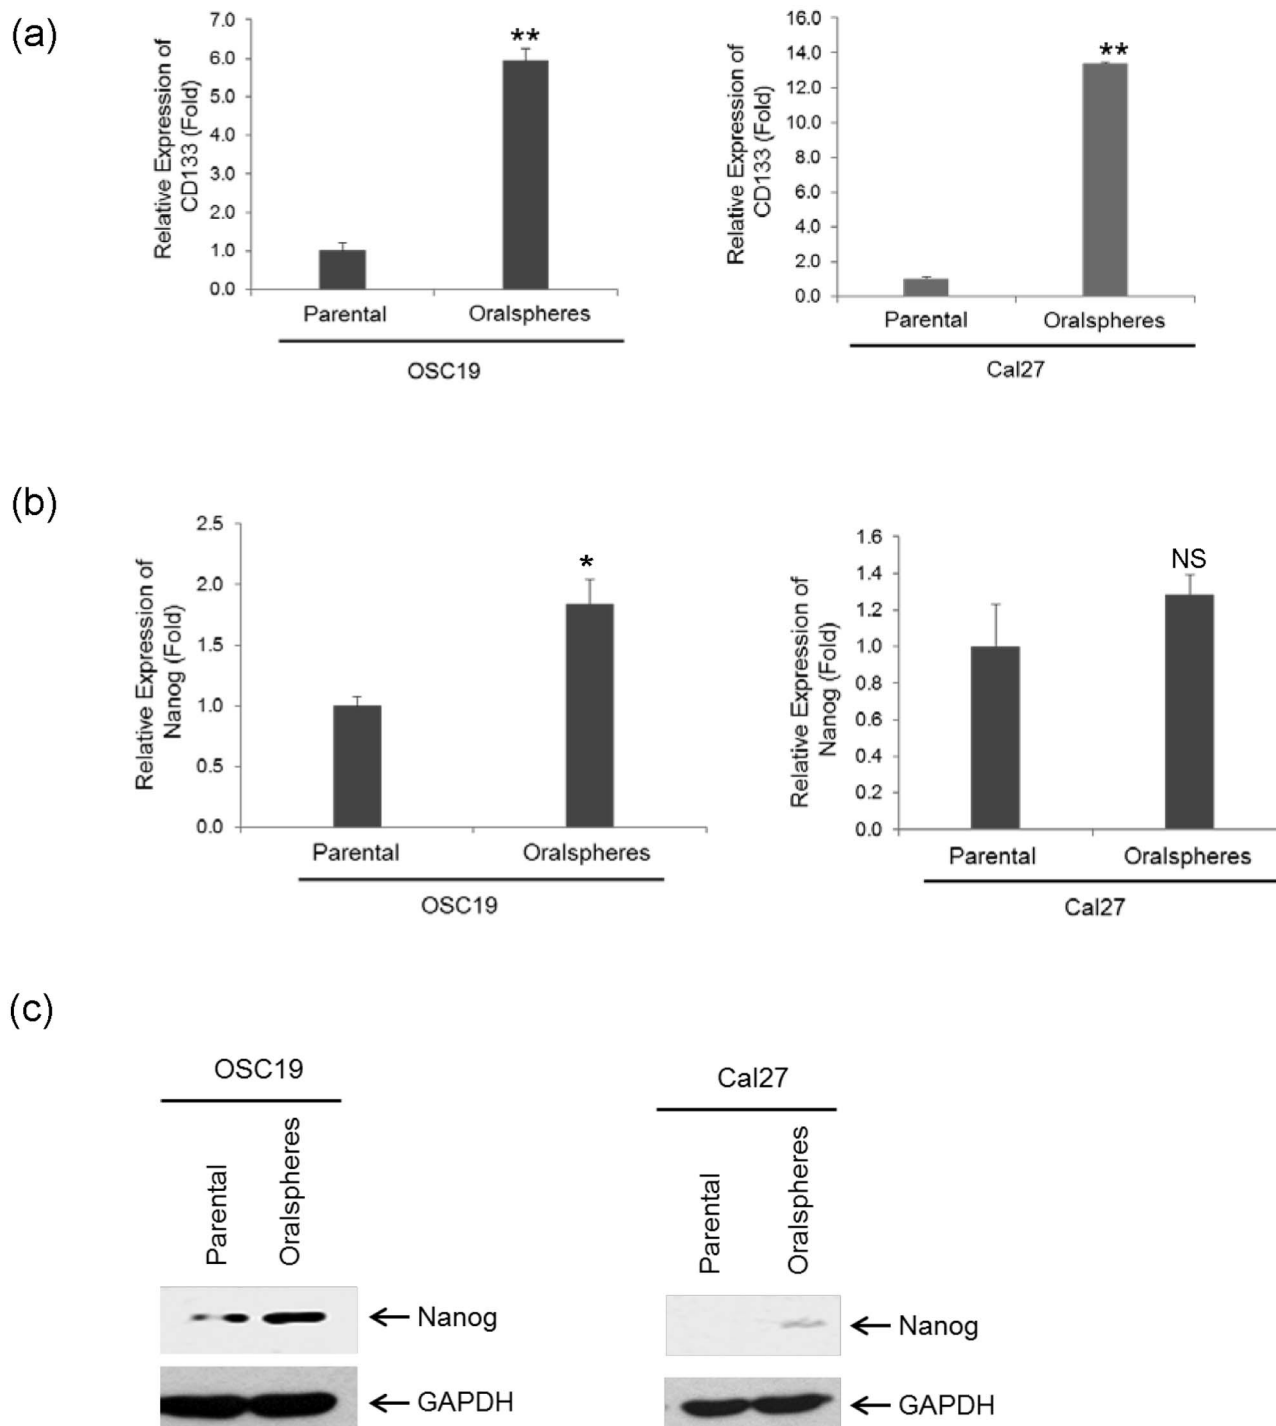 (a)
Relative Expression of
CD133 (Fold)
7.0
6.0
5.0
4.0
3.0
2.0
1.0
0.0
**
Parental
Oralspheres
OSC19
Relative Expression of
CD133 (Fold)
16.0
14.0
12.0
10.0
8.0
6.0
4.0
2.0
0.0
**
Parental
Oralspheres
Cal27
(b)
Relative Expression of
Nanog (Fold)
2.5
2.0
1.5
1.0
0.5
0.0
*
Parental
Oralspheres
OSC19
Relative Expression of
Nanog (Fold)
1.6
1.4
1.2
1.0
0.8
0.6
0.4
0.2
0.0
NS
Parental
Oralspheres
Cal27
(c)
OSC19
Parental
Oralspheres
Nanog
GAPDH
Cal27
Parental
Oralspheres
Nanog
GAPDH